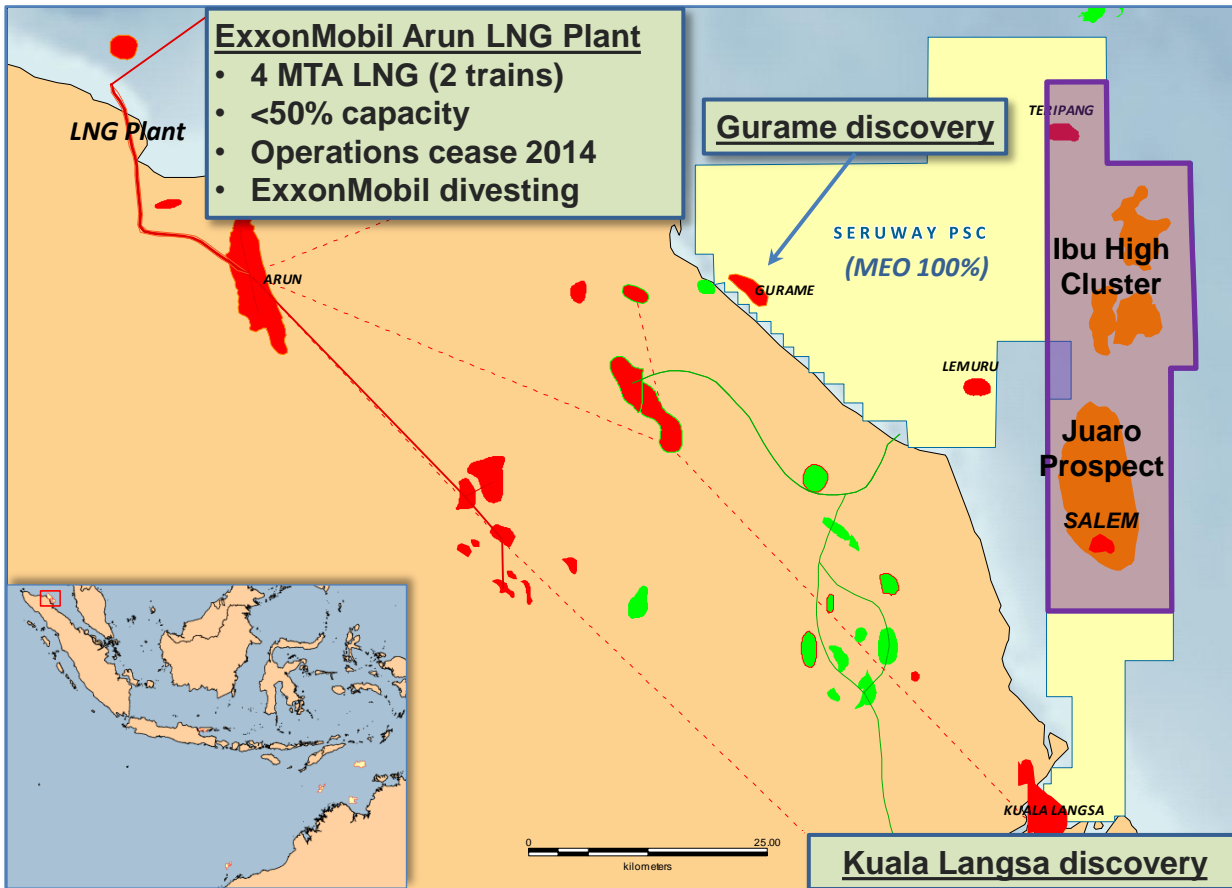 ExxonMobil Arun LNG Plant
• 4 MTA LNG (2 trains)
• <50% capacity
• Operations cease 2014
• ExxonMobil divesting
LNG Plant
Gurame discovery
TERIPANG
SERUWAY PSC
(MEO 100%)
Ibu High
Cluster
ARUN
GURAME
LEMURU
Juaro
Prospect
SALEM
KUALA LANGSA
0
25.00
kilometers
Kuala Langsa discovery